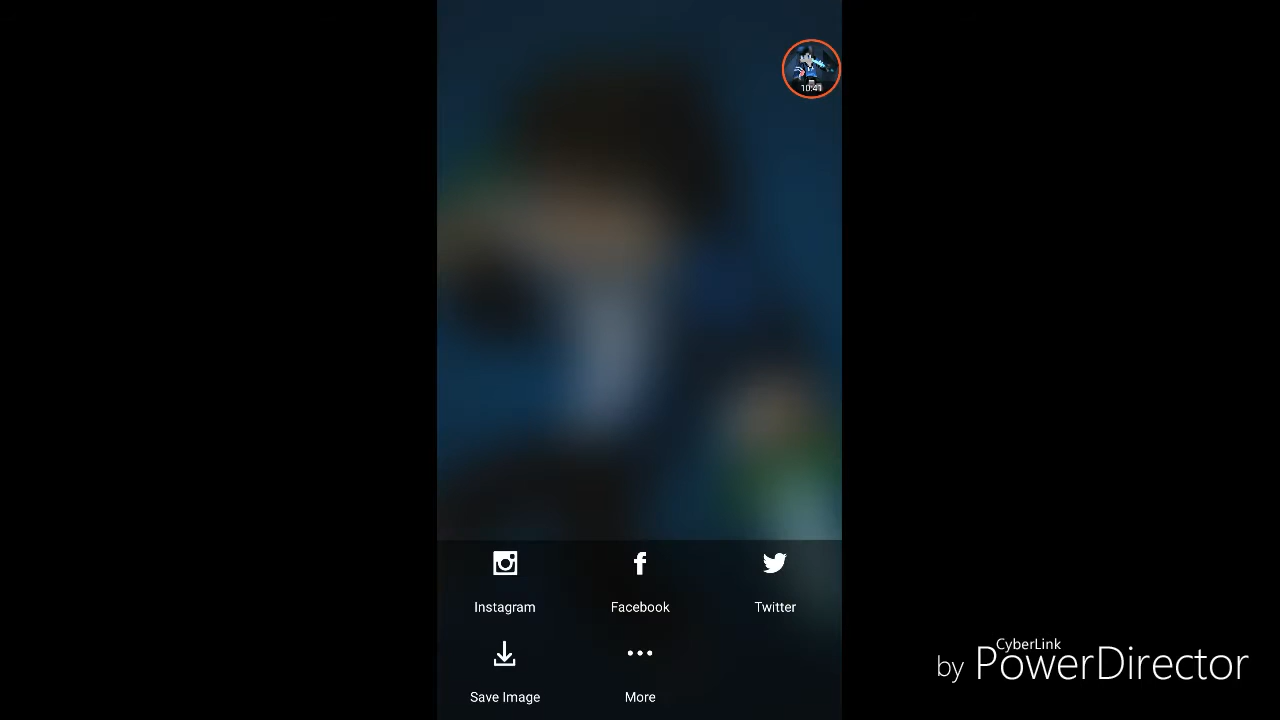 10:41
Instagram
Facebook
Twitter
Save Image
More
CyberLink
by PowerDirector